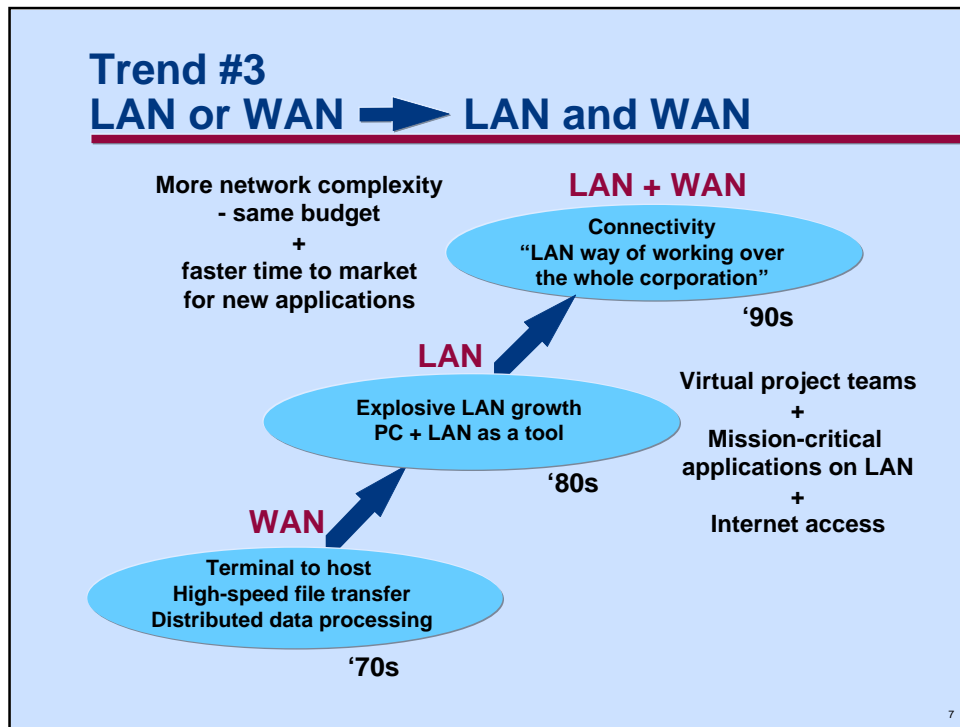 Trend #3
LAN or WAN LAN and WAN
More network complexity
- same budget
+
faster time to market
for new applications
LAN + WAN
Connectivity
“LAN way of working over
the whole corporation”
‘90s
LAN
Explosive LAN growth
PC + LAN as a tool
‘80s
Virtual project teams
+
Mission-critical
applications on LAN
+
Internet access
WAN
Terminal to host
High-speed file transfer
Distributed data processing
‘70s
7